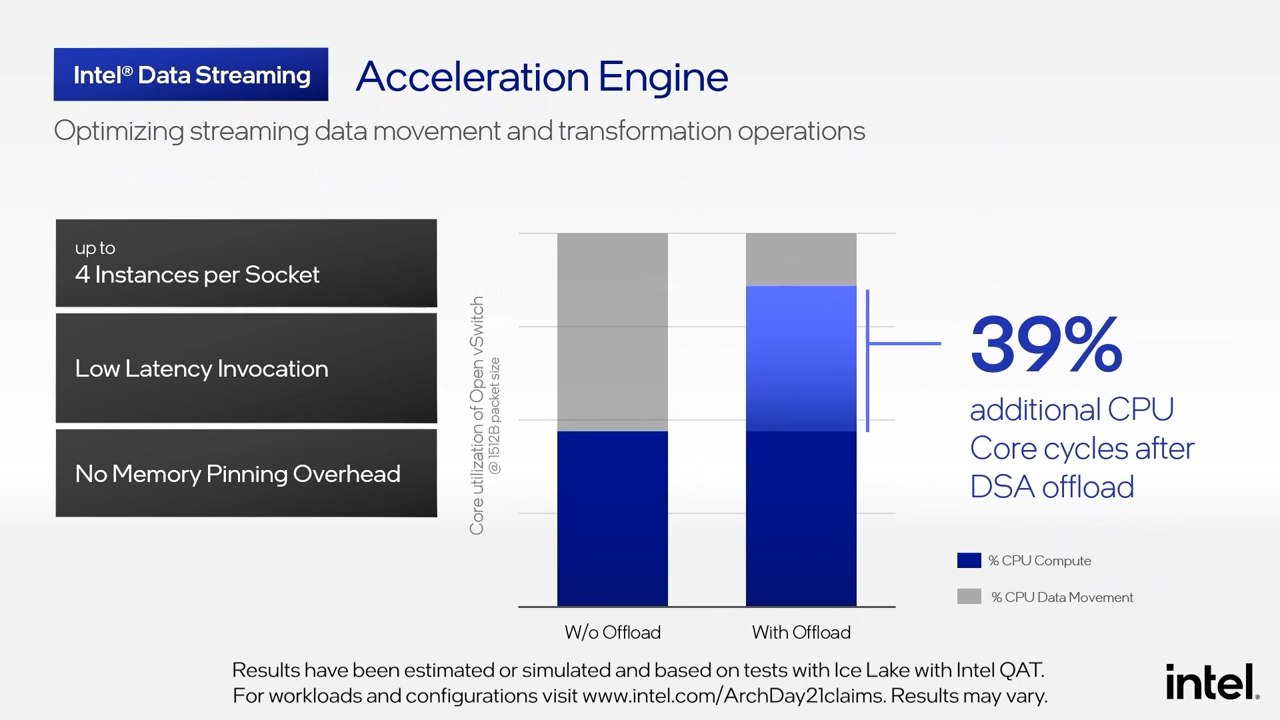 Intel® Data Streaming
Acceleration Engine
Optimizing streaming data movement and transformation operations
up to
4 Instances per Socket
Low Latency Invocation
No Memory Pinning Overhead
Core utilization of Open vSwitch
@ 1512B packet size
W/o Offload
With Offload
39%
additional CPU
Core cycles after
DSA offload
% CPU Compute
% CPU Data Movement
Results have been estimated or simulated and based on tests with Ice Lake with Intel QAT.
For workloads and configurations visit www.intel.com/ArchDay21claims. Results may vary.
intel.